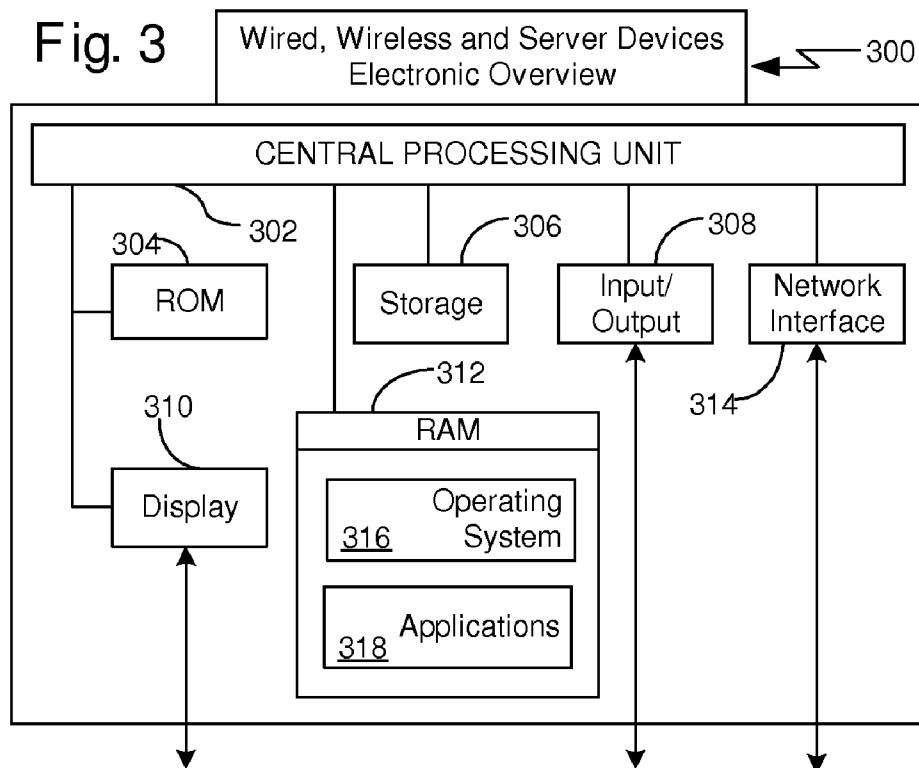 Fig. 3
Wired, Wireless and Server Devices
Electronic Overview
300
CENTRAL PROCESSING UNIT
302
304
ROM
306
Storage
308
Input/
Output
Network
Interface
314
310
Display
312
RAM
Operating
System
316
Applications
318